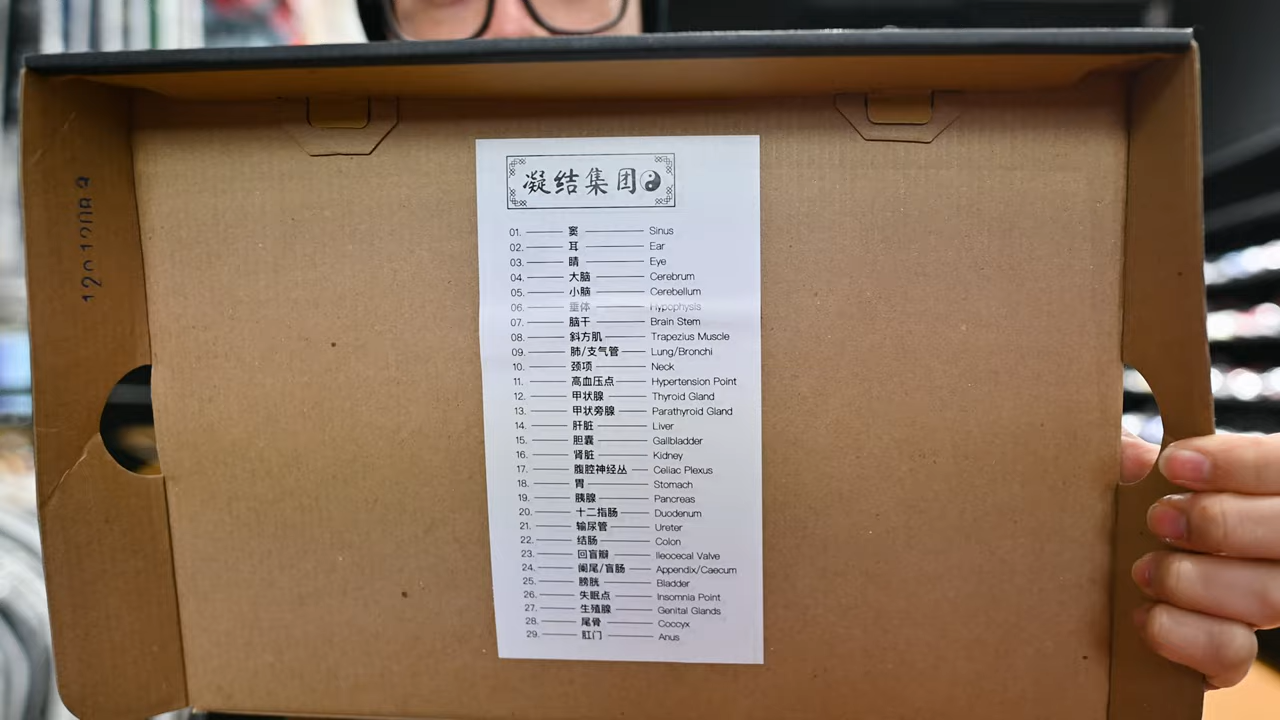 凝结集团
01. 窦 Sinus
02. 耳 Ear
03. 睛 Eye
04. 大脑 Cerebrum
05. 小脑 Cerebellum
06. 垂体 Hypophysis
07. 脑干 Brain Stem
08. 斜方肌 Trapezius Muscle
09. 肺/支气管 Lung/Bronchi
10. 颈项 Neck
11. 高血压点 Hypertension Point
12. 甲状腺 Thyroid Gland
13. 甲状旁腺 Parathyroid Gland
14. 肝脏 Liver
15. 胆囊 Gallbladder
16. 肾脏 Kidney
17. 腹腔神经丛 Celiac Plexus
18. 胃 Stomach
19. 胰腺 Pancreas
20. 十二指肠 Duodenum
21. 输尿管 Ureter
22. 结肠 Colon
23. 回盲瓣 Ileocecal Valve
24. 阑尾/盲肠 Appendix/Caecum
25. 膀胱 Bladder
26. 失眠点 Insomnia Point
27. 生殖腺 Genital Glands
28. 尾骨 Coccyx
29. 肛门 Anus